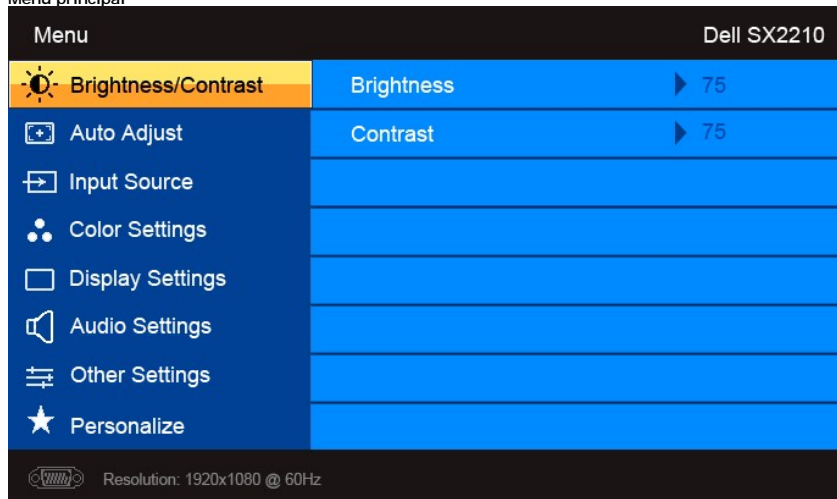 Menu principal
Menu Dell SX2210
Brightness/Contrast Brightness 75
Auto Adjust Contrast 75
Input Source
Color Settings
Display Settings
Audio Settings
Other Settings
Personalize
Resolution: 1920x1080 @ 60Hz